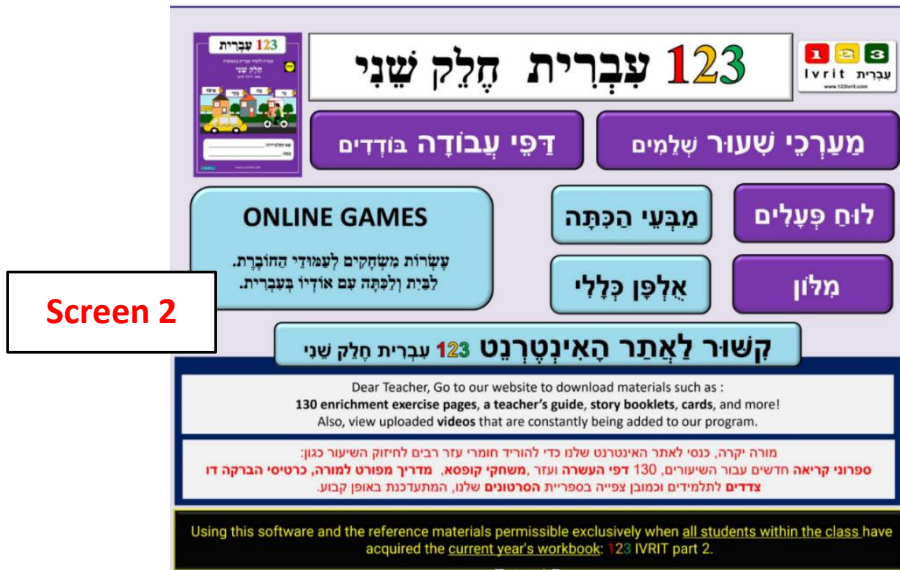 123 עִבְרִית
חֵלֶק שֵׁנִי
123 עִבְרִית חֵלֶק שֵׁנִי
1 2 3
Ivrit עִבְרִית
www.123ivrit.com
מַעַרְכֵי שִׁעוּר שְׁלֵמִים
דַּפֵּי עֲבוֹדָה בּוֹדְדִים
ONLINE GAMES
עֶשְׂרוֹת מִשְׂחָקִים לְעַמּוּדֵי הַחוֹבֶרֶת.
לַבַּיִת וְלַכִּתָּה עִם אוֹדְיוֹ בְּעִבְרִית.
מַבְּעֵי הַכִּתָּה
לוּחַ פְּעָלִים
אֻלְפָּן כְּלָלִי
מִלּוֹן
Screen 2
קִשּׁוּר לַאֲתַר הָאִינְטֶרְנֵט 123 עִבְרִית חֵלֶק שֵׁנִי
Dear Teacher, Go to our website to download materials such as :
130 enrichment exercise pages, a teacher's guide, story booklets, cards, and more!
Also, view uploaded videos that are constantly being added to our program.
מורה יקרה, כנסי לאתר האינטרנט שלנו כדי להוריד חומרי עזר רבים לחיזוק השיעור כגון:
ספרוני קריאה חדשים עבור השיעורים, 130 דפי העשרה ועזר ,משחקי קופסא, מדריך מפורט למורה, כרטיסי הברקה דו
צדדים לתלמידים וכמובן צפייה בספריית הסרטונים שלנו, המתעדכנת באופן קבוע.
Using this software and the reference materials permissible exclusively when all students within the class have
acquired the current year's workbook: 123 IVRIT part 2.